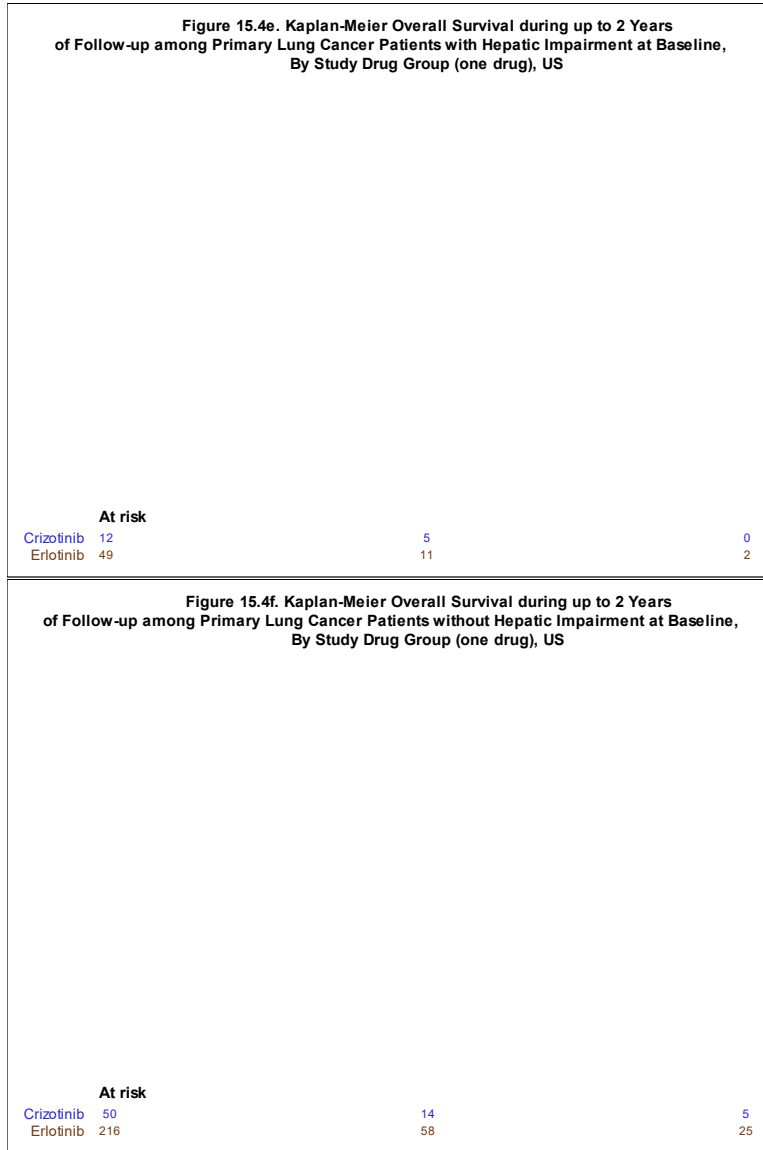 Figure 15.4e. Kaplan-Meier Overall Survival during up to 2 Years
of Follow-up among Primary Lung Cancer Patients with Hepatic Impairment at Baseline,
By Study Drug Group (one drug), US
At risk
Crizotinib 12 5 0
Erlotinib 49 11 2
Figure 15.4f. Kaplan-Meier Overall Survival during up to 2 Years
of Follow-up among Primary Lung Cancer Patients without Hepatic Impairment at Baseline,
By Study Drug Group (one drug), US
At risk
Crizotinib 50 14 5
Erlotinib 216 58 25